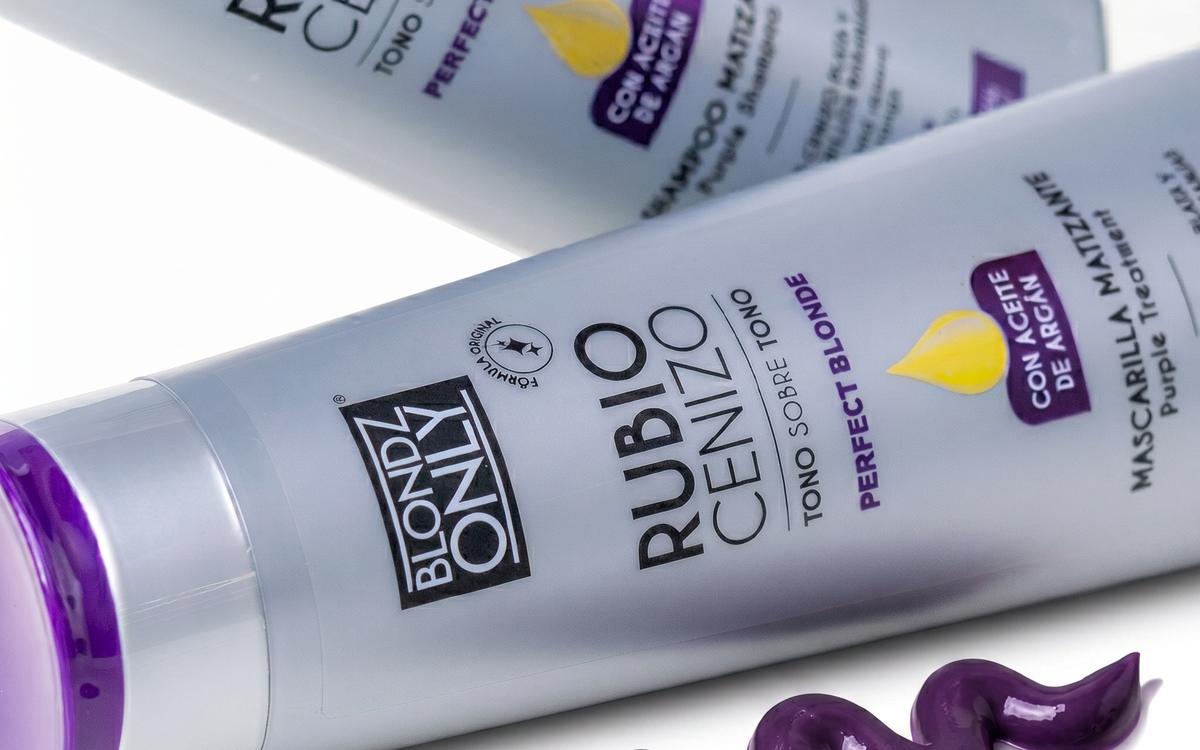 TONO
PERFECT
CON ACEITE
DE ARGÁN
SHAMPOO MATIZA
Purple Shampoo
BLONDZ
ONLY
®
FÓRMULA ORIGINAL
RUBIO
CENIZO
TONO SOBRE TONO
PERFECT BLONDE
CON ACEITE
DE ARGÁN
MASCARILLA MATIZANTE
Purple Treatment